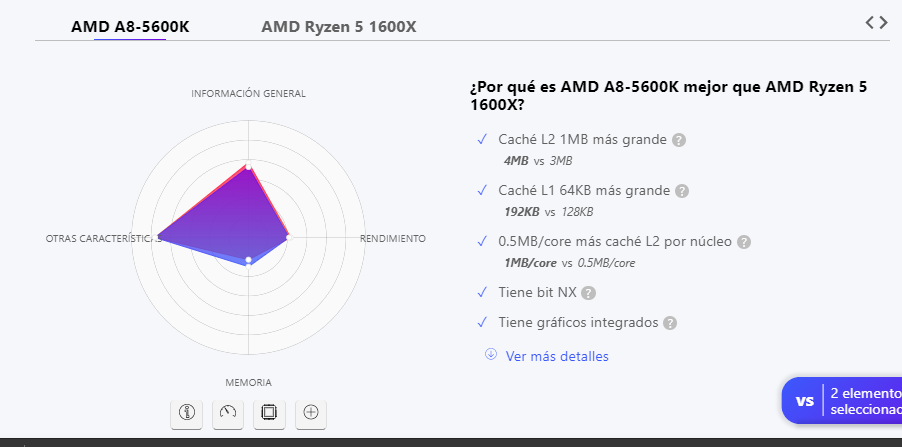 AMD A8-5600K
AMD Ryzen 5 1600X
INFORMACIÓN GENERAL
OTRAS CARACTERÍSTICAS
RENDIMIENTO
MEMORIA
¿Por qué es AMD A8-5600K mejor que AMD Ryzen 5
1600X?
Caché L2 1MB más grande ?
4MB vs 3MB
Caché L1 64KB más grande ?
192KB vs 128KB
0.5MB/core más caché L2 por núcleo ?
1MB/core vs 0.5MB/core
Tiene bit NX ?
Tiene gráficos integrados ?
Ver más detalles
vs
2 elemento
seleccionad